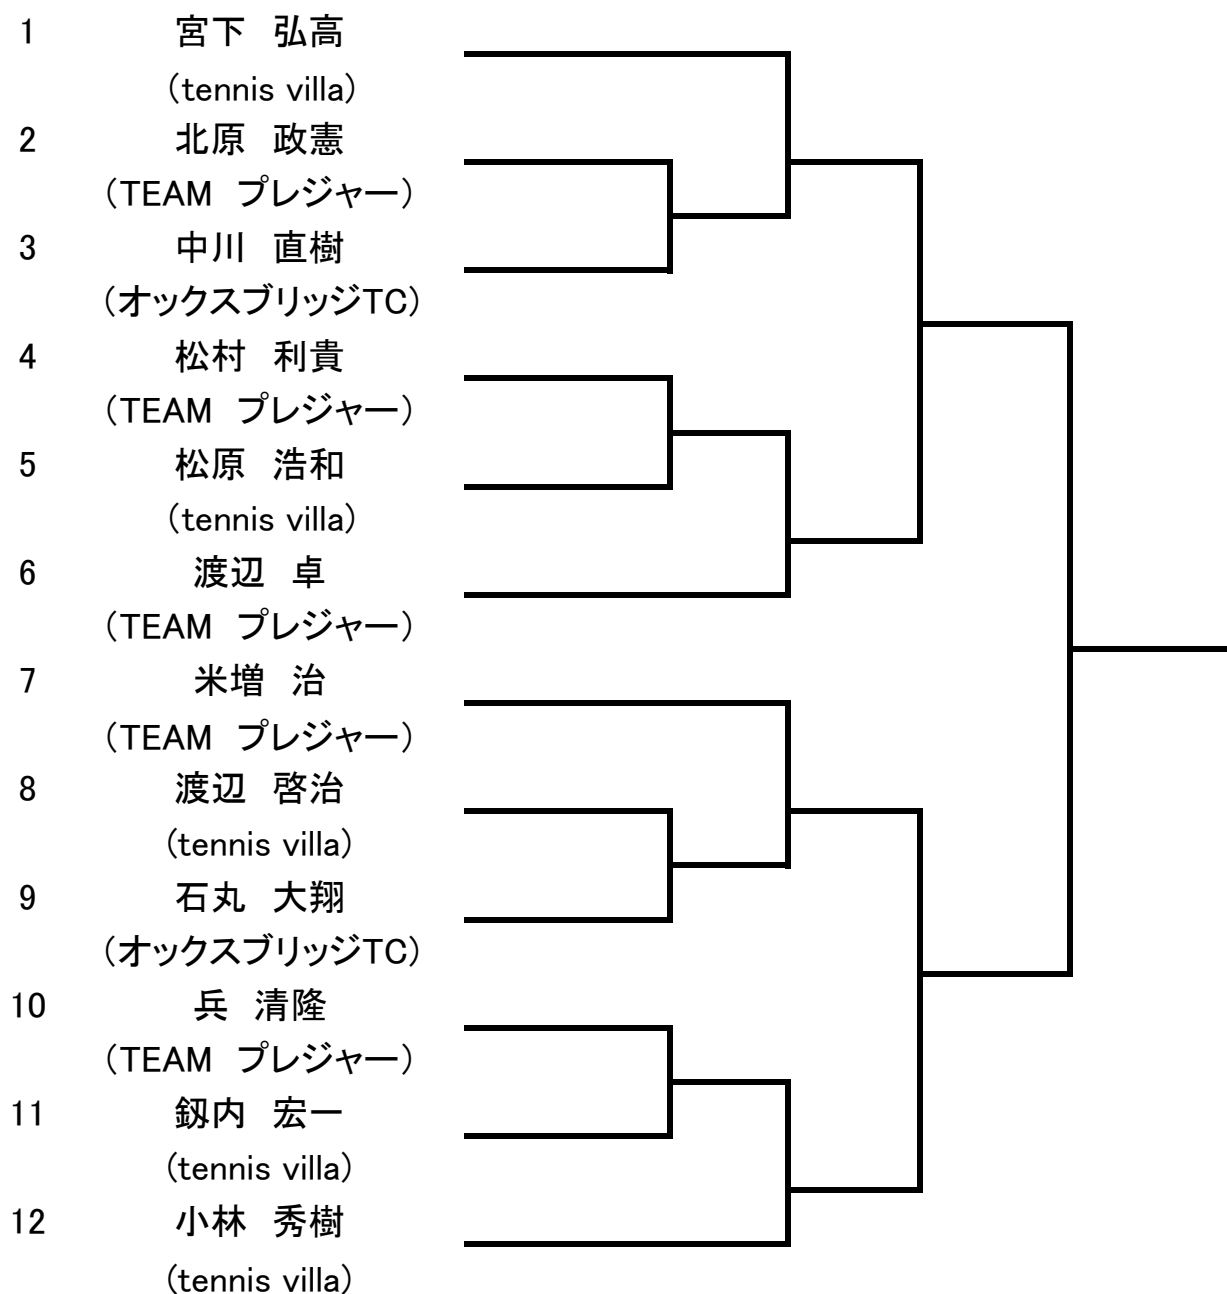 1 宮下　弘高
(tennis villa)
2 北原　政憲
（TEAM　プレジャー）
3 中川　直樹
（オックスブリッジTC）
4 松村　利貴
（TEAM　プレジャー）
5 松原　浩和
(tennis villa)
6 渡辺　卓
（TEAM　プレジャー）
7 米増　治
（TEAM　プレジャー）
8 渡辺　啓治
(tennis villa)
9 石丸　大翔
（オックスブリッジTC）
10 兵　清隆
（TEAM　プレジャー）
11 釼内　宏一
(tennis villa)
12 小林　秀樹
(tennis villa)